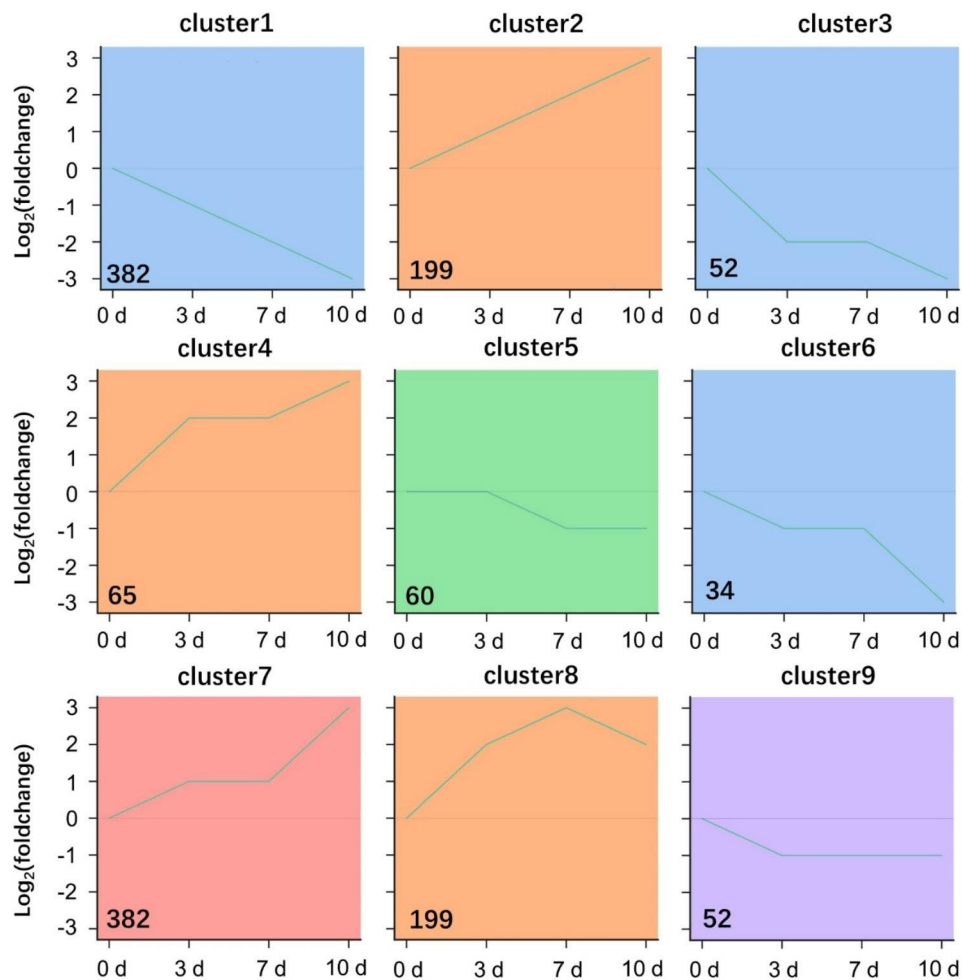 cluster1 cluster2 cluster3
Log₂(foldchange)
3
2
1
0
-1
-2
-3
382 199 52
0 d 3 d 7 d 10 d 0 d 3 d 7 d 10 d 0 d 3 d 7 d 10 d
cluster4 cluster5 cluster6
Log₂(foldchange)
3
2
1
0
-1
-2
-3
65 60 34
0 d 3 d 7 d 10 d 0 d 3 d 7 d 10 d 0 d 3 d 7 d 10 d
cluster7 cluster8 cluster9
Log₂(foldchange)
3
2
1
0
-1
-2
-3
382 199 52
0 d 3 d 7 d 10 d 0 d 3 d 7 d 10 d 0 d 3 d 7 d 10 d